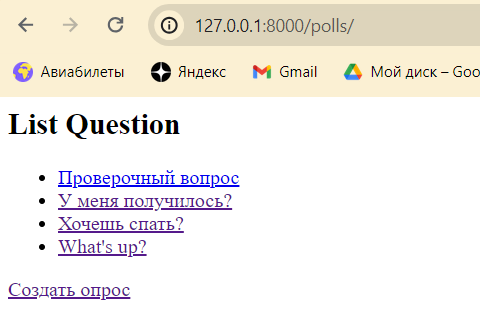 127.0.0.1:8000/polls/
Авиабилеты Яндекс Gmail Мой диск – Goo
List Question
Проверочный вопрос
У меня получилось?
Хочешь спать?
What's up?
Создать опрос